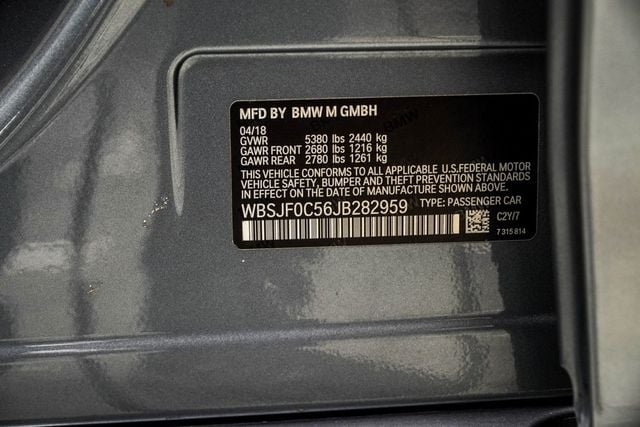 MFD BY BMW M GMBH
04/18
GVWR 5380 lbs 2440 kg
GAWR FRONT 2680 lbs 1216 kg
GAWR REAR 2780 lbs 1261 kg
THIS VEHICLE CONFORMS TO ALL APPLICABLE U.S.FEDERAL MOTOR
VEHICLE SAFETY, BUMPER AND THEFT PREVENTION STANDARDS
IN EFFECT ON THE DATE OF MANUFACTURE SHOWN ABOVE.
WBSJF0C56JB282959 TYPE: PASSENGER CAR
C2Y/7
7 315 814